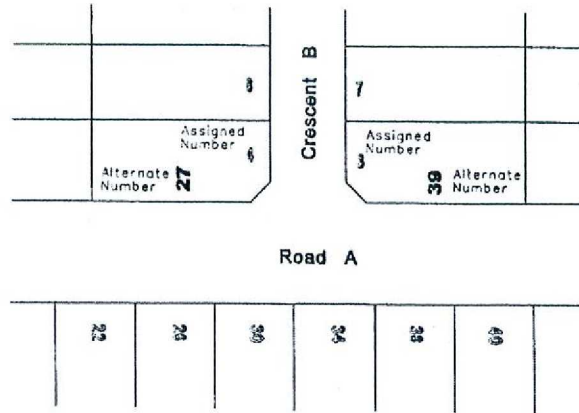 Crescent B
8
7
Assigned
Number
6
Assigned
Number
3
Alternate
Number
27
39
Alternate
Number
Road A
22
26
30
34
38
40